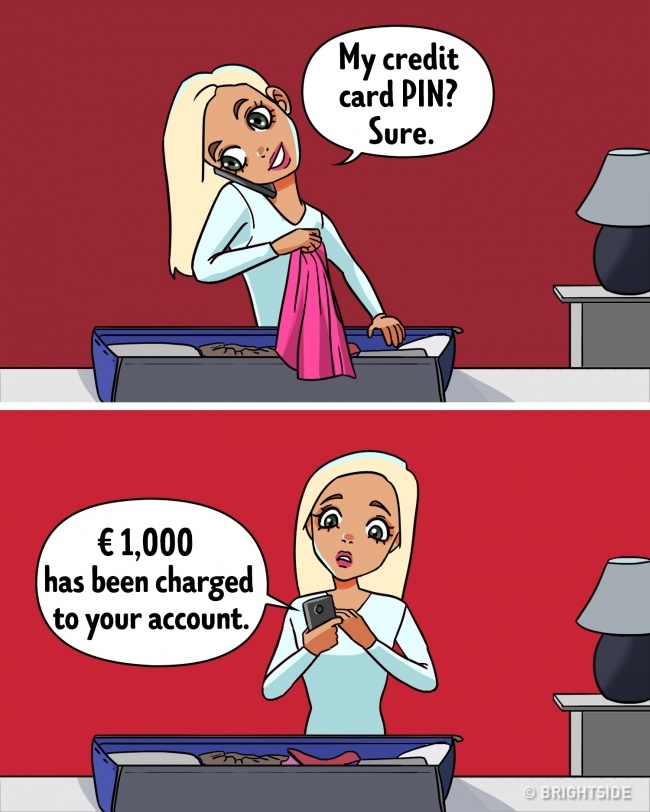 My credit
card PIN?
Sure.
€ 1,000
has been charged
to your account.
© BRIGHTSIDE